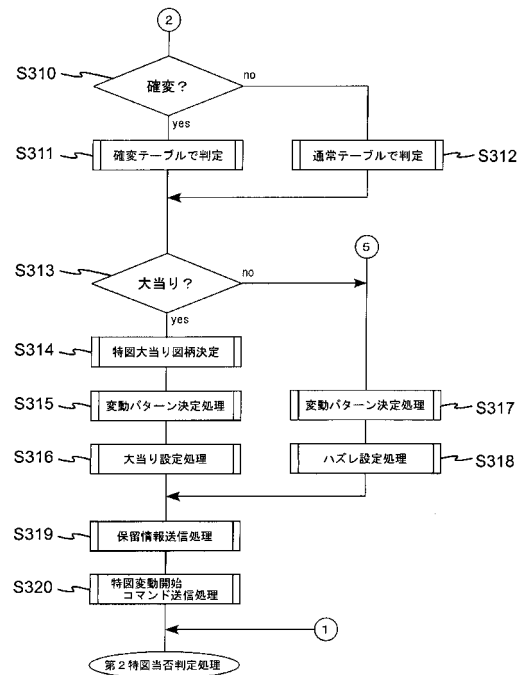 2
S310
確変?
no
yes
S311
確変テーブルで判定
通常テーブルで判定
S312
5
S313
大当り?
no
yes
S314
特図大当り図柄決定
S315
変動パターン決定処理
変動パターン決定処理
S317
S316
大当り設定処理
ハズレ設定処理
S318
S319
保留情報送信処理
S320
特図変動開始
コマンド送信処理
1
第2特図当否判定処理